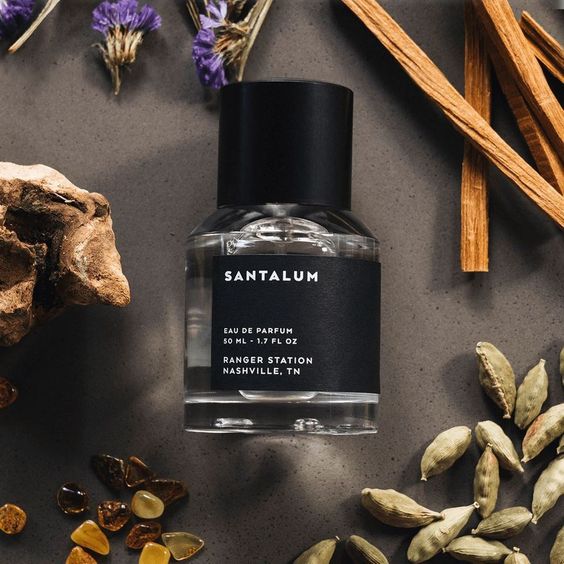 SANTALUM
EAU DE PARFUM
50 ML - 1.7 FL OZ
RANGER STATION
NASHVILLE, TN